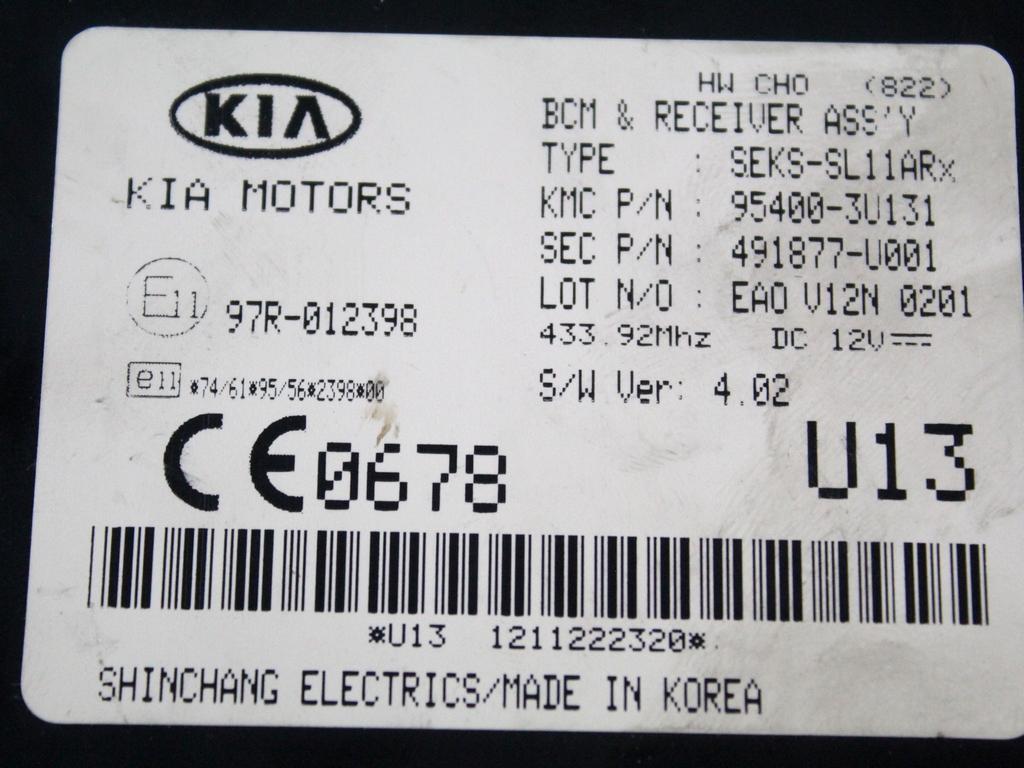 HW CHO (822)
KIA
BCM & RECEIVER ASS'Y
KIA MOTORS
TYPE : SEKS-SL11ARx
KMC P/N : 95400-3U131
SEC P/N : 491877-U001
LOT N/O : EAO V12N 0201
E11 97R-012398
433.92Mhz DC 12V
e11 *74/61*95/56*2398*00
S/W Ver: 4.02
CE0678
U13
*U13 1211222320*
SHINCHANG ELECTRICS/MADE IN KOREA